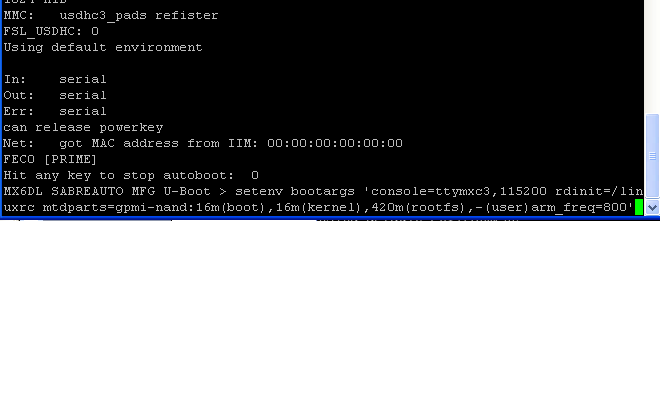 MMC:   usdhc3_pads refister
FSL_USDHC: 0
Using default environment
In:    serial
Out:   serial
Err:   serial
can release powerkey
Net:   got MAC address from IIM: 00:00:00:00:00:00
FEC0 [PRIME]
Hit any key to stop autoboot:  0
MX6DL SABREAUTO MFG U-Boot > setenv bootargs 'console=ttymxc3,115200 rdinit=/lin
uxrc mtdparts=gpmi-nand:16m(boot),16m(kernel),420m(rootfs),-(user)arm_freq=800'